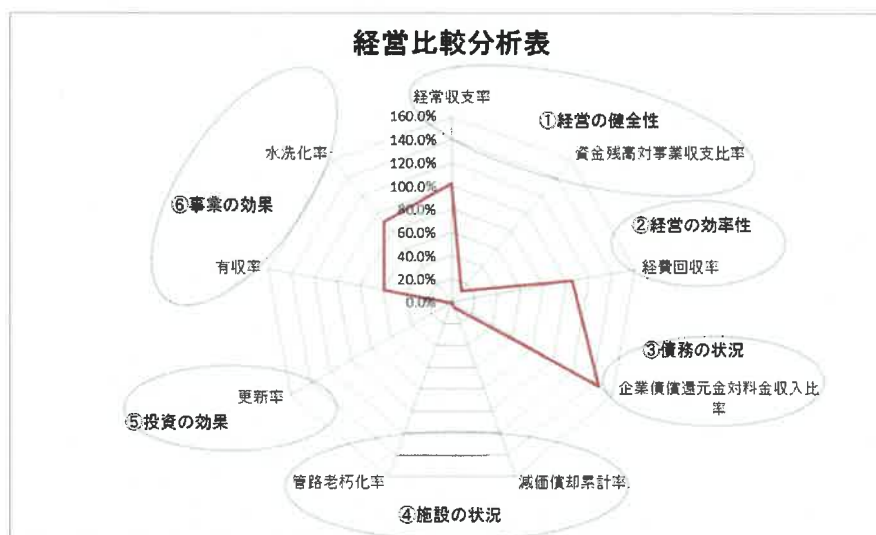 経営比較分析表
経常収支率
160.0%
140.0%
120.0%
100.0%
80.0%
60.0%
40.0%
20.0%
0.0%
①経営の健全性
資金残高対事業収支比率
②経営の効率性
経費回収率
③債務の状況
企業債償還元金対料金収入比
率
減価償却累計率
④施設の状況
管路老朽化率
⑤投資の効果
更新率
有収率
⑥事業の効果
水洗化率